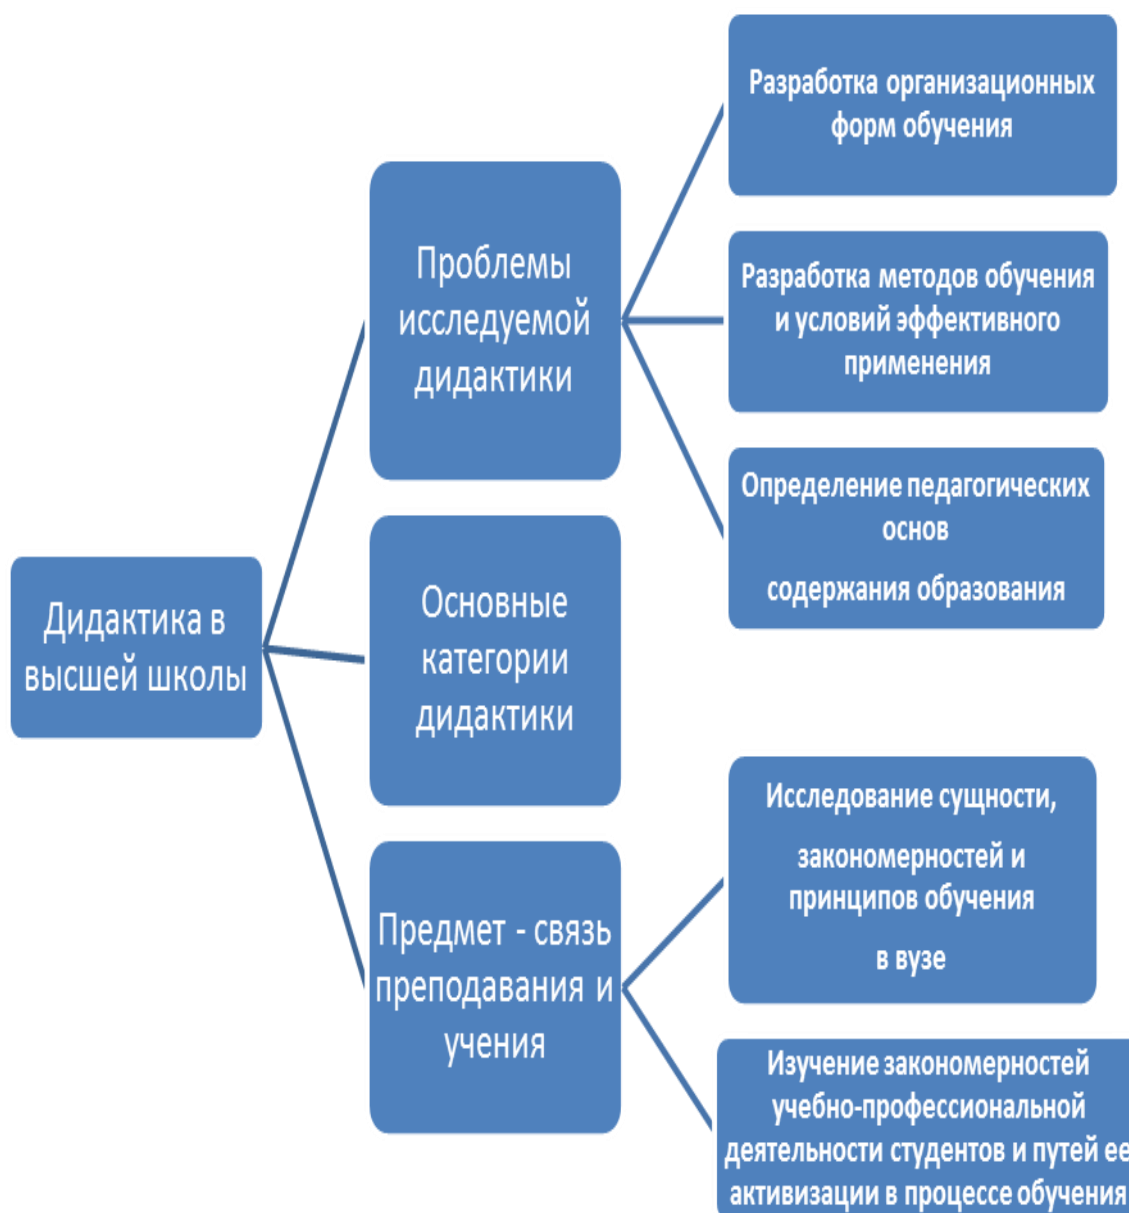 Дидактика в
высшей школы
Проблемы
исследуемой
дидактики
Разработка организационных
форм обучения
Разработка методов обучения
и условий эффективного
применения
Определение педагогических
основ
содержания образования
Основные
категории
дидактики
Предмет - связь
преподавания и
учения
Исследование сущности,
закономерностей и
принципов обучения
в вузе
Изучение закономерностей
учебно-профессиональной
деятельности студентов и путей ее
активизации в процессе обучения